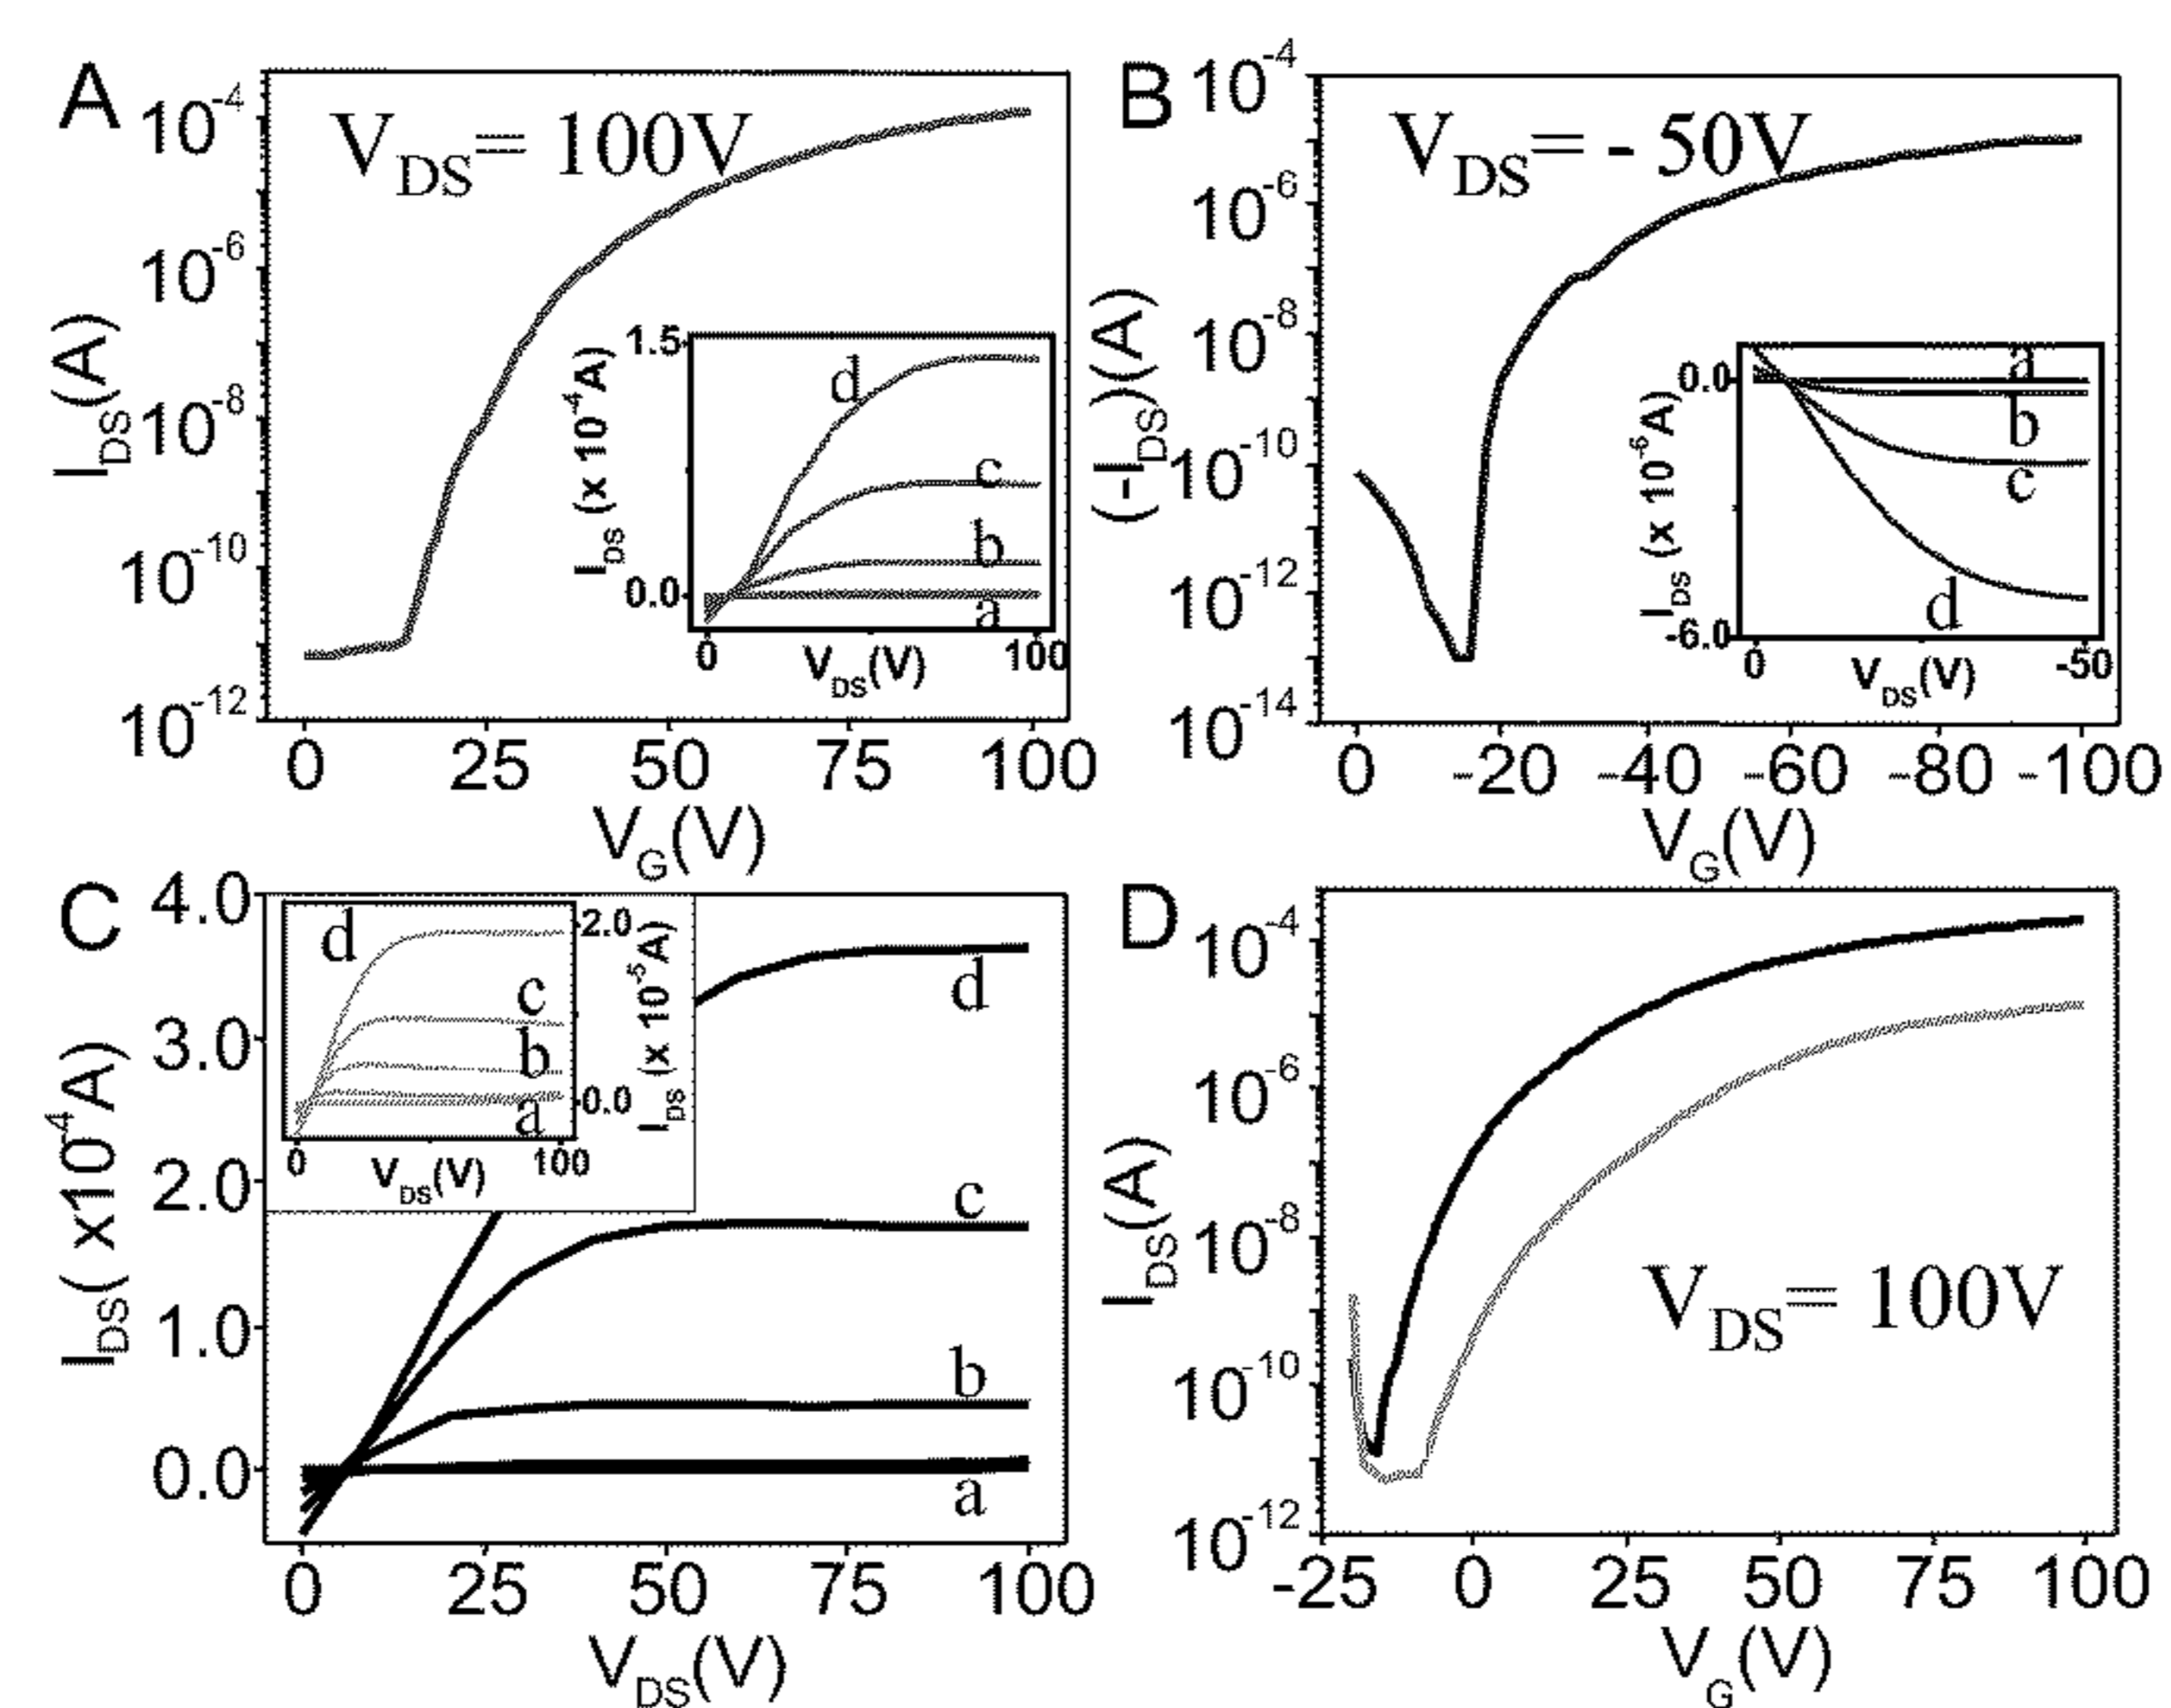 A
V_DS= 100V
I_DS(A)
10^-4
10^-6
10^-8
10^-10
10^-12
0 25 50 75 100
V_G(V)
I_DS (x 10^-4 A)
1.5
0.0
d
c
b
a
0 100
V_DS(V)
B
V_DS= - 50V
(-I_DS)(A)
10^-4
10^-6
10^-8
10^-10
10^-12
10^-14
0 -20 -40 -60 -80 -100
V_G(V)
I_DS (x 10^-6 A)
0.0
-6.0
a
b
c
d
0 -50
V_DS(V)
C
I_DS( x10^-4 A)
4.0
3.0
2.0
1.0
0.0
d
c
b
a
0 25 50 75 100
V_DS(V)
d
c
b
a
2.0
0.0
I_DS (x 10^-5 A)
0 100
V_DS(V)
D
I_DS(A)
10^-4
10^-6
10^-8
10^-10
10^-12
V_DS= 100V
-25 0 25 50 75 100
V_G(V)